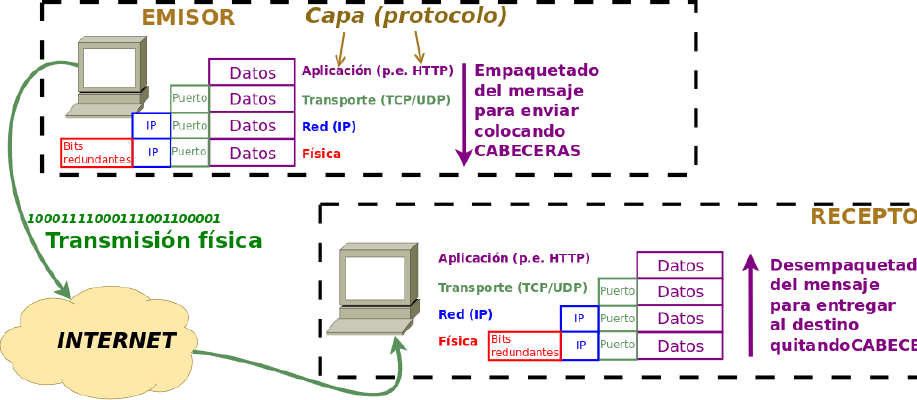 EMISOR
Capa (protocolo)
Datos
Aplicación (p.e. HTTP)
Puerto Datos
Transporte (TCP/UDP)
IP Puerto Datos
Red (IP)
Bits
redundantes
IP Puerto Datos
Física
Empaquetado
del mensaje
para enviar
colocando
CABECERAS
10001111000111001100001
Transmisión física
INTERNET
RECEPTO
Aplicación (p.e. HTTP)
Datos
Transporte (TCP/UDP)
Puerto Datos
Red (IP)
IP Puerto Datos
Física
Bits
redundantes
IP Puerto Datos
Desempaquetad
del mensaje
para entregar
al destino
quitandoCABECE